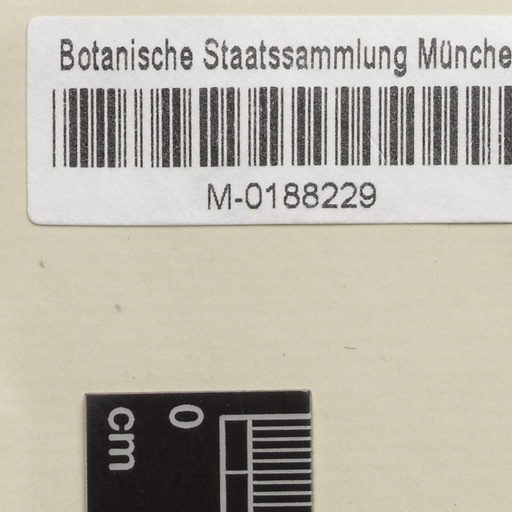 Botanische Staatssammlung Münche
M-0188229
0
cm